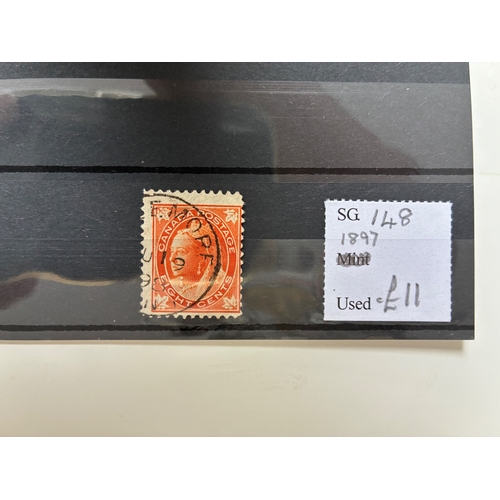 CANADA POSTAGE
EIGHT CENTS
SG 148
1897
Mint
Used £11